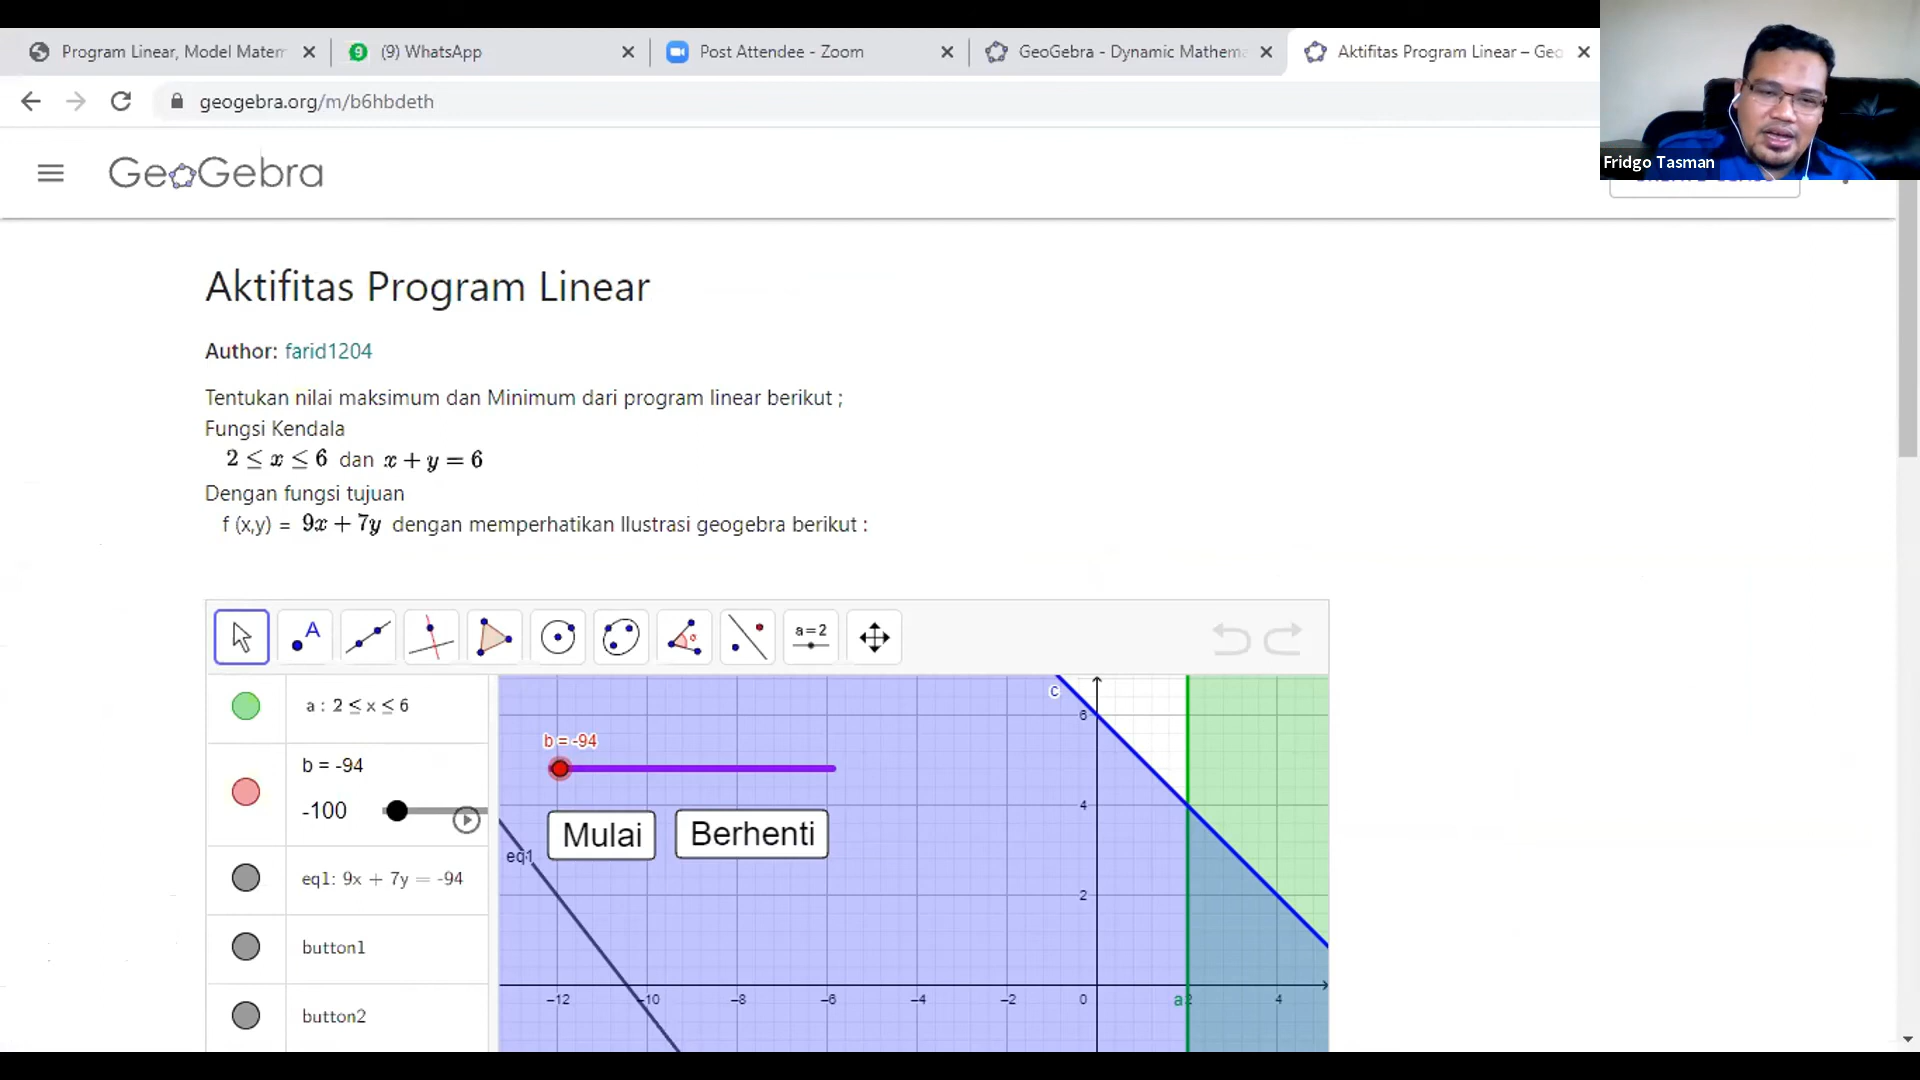 Program Linear, Model Matem
(9) WhatsApp
Post Attendee - Zoom
GeoGebra - Dynamic Mathema
Aktifitas Program Linear – Geo
geogebra.org/m/b6hbdeth
Fridgo Tasman
GeoGebra
Aktifitas Program Linear
Author: farid1204
Tentukan nilai maksimum dan Minimum dari program linear berikut ;
Fungsi Kendala
2 ≤ x ≤ 6 dan x + y = 6
Dengan fungsi tujuan
f (x,y) = 9x + 7y dengan memperhatikan Ilustrasi geogebra berikut :
A
a=2
a : 2 ≤ x ≤ 6
b = -94
-100
eq1: 9x + 7y = -94
button1
button2
c
6
b = -94
4
Mulai
Berhenti
eq1
2
-12
-10
-8
-6
-4
-2
0
a
2
4